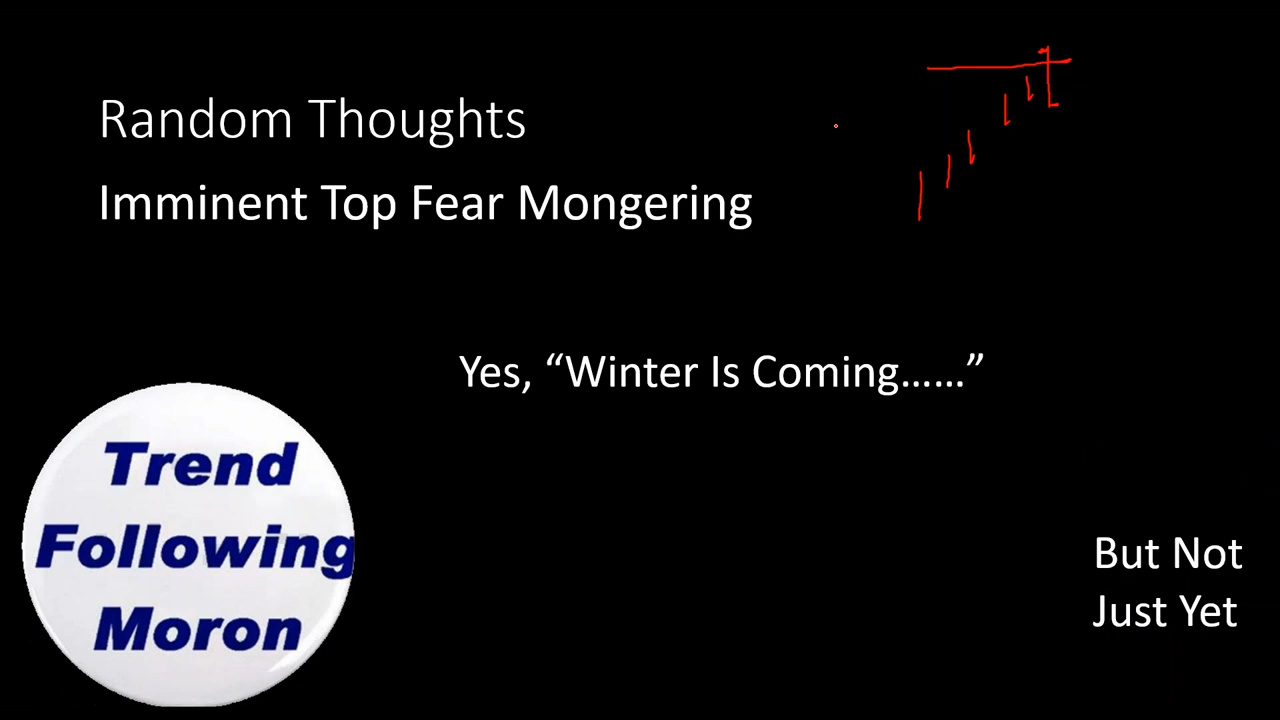 Random Thoughts
Imminent Top Fear Mongering
Yes, “Winter Is Coming……”
Trend
Following
Moron
But Not
Just Yet